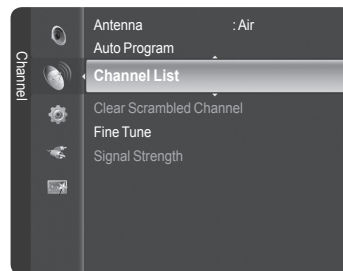 Channel
Antenna : Air
Auto Program
Channel List
Clear Scrambled Channel
Fine Tune
Signal Strength